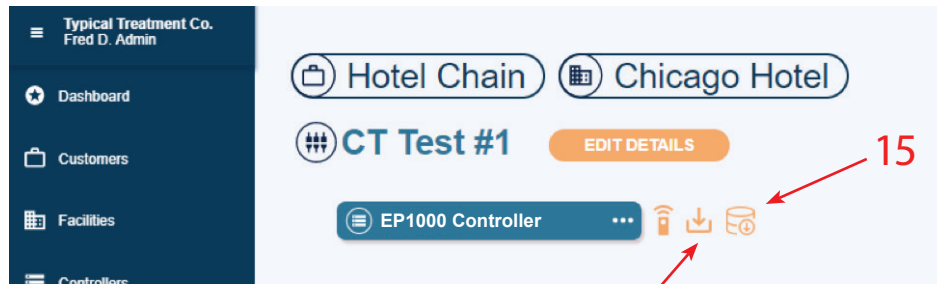 Typical Treatment Co.
Fred D. Admin
Hotel Chain
Chicago Hotel
Dashboard
CT Test #1
EDIT DETAILS
15
Customers
Facilities
EP1000 Controller
Controllers